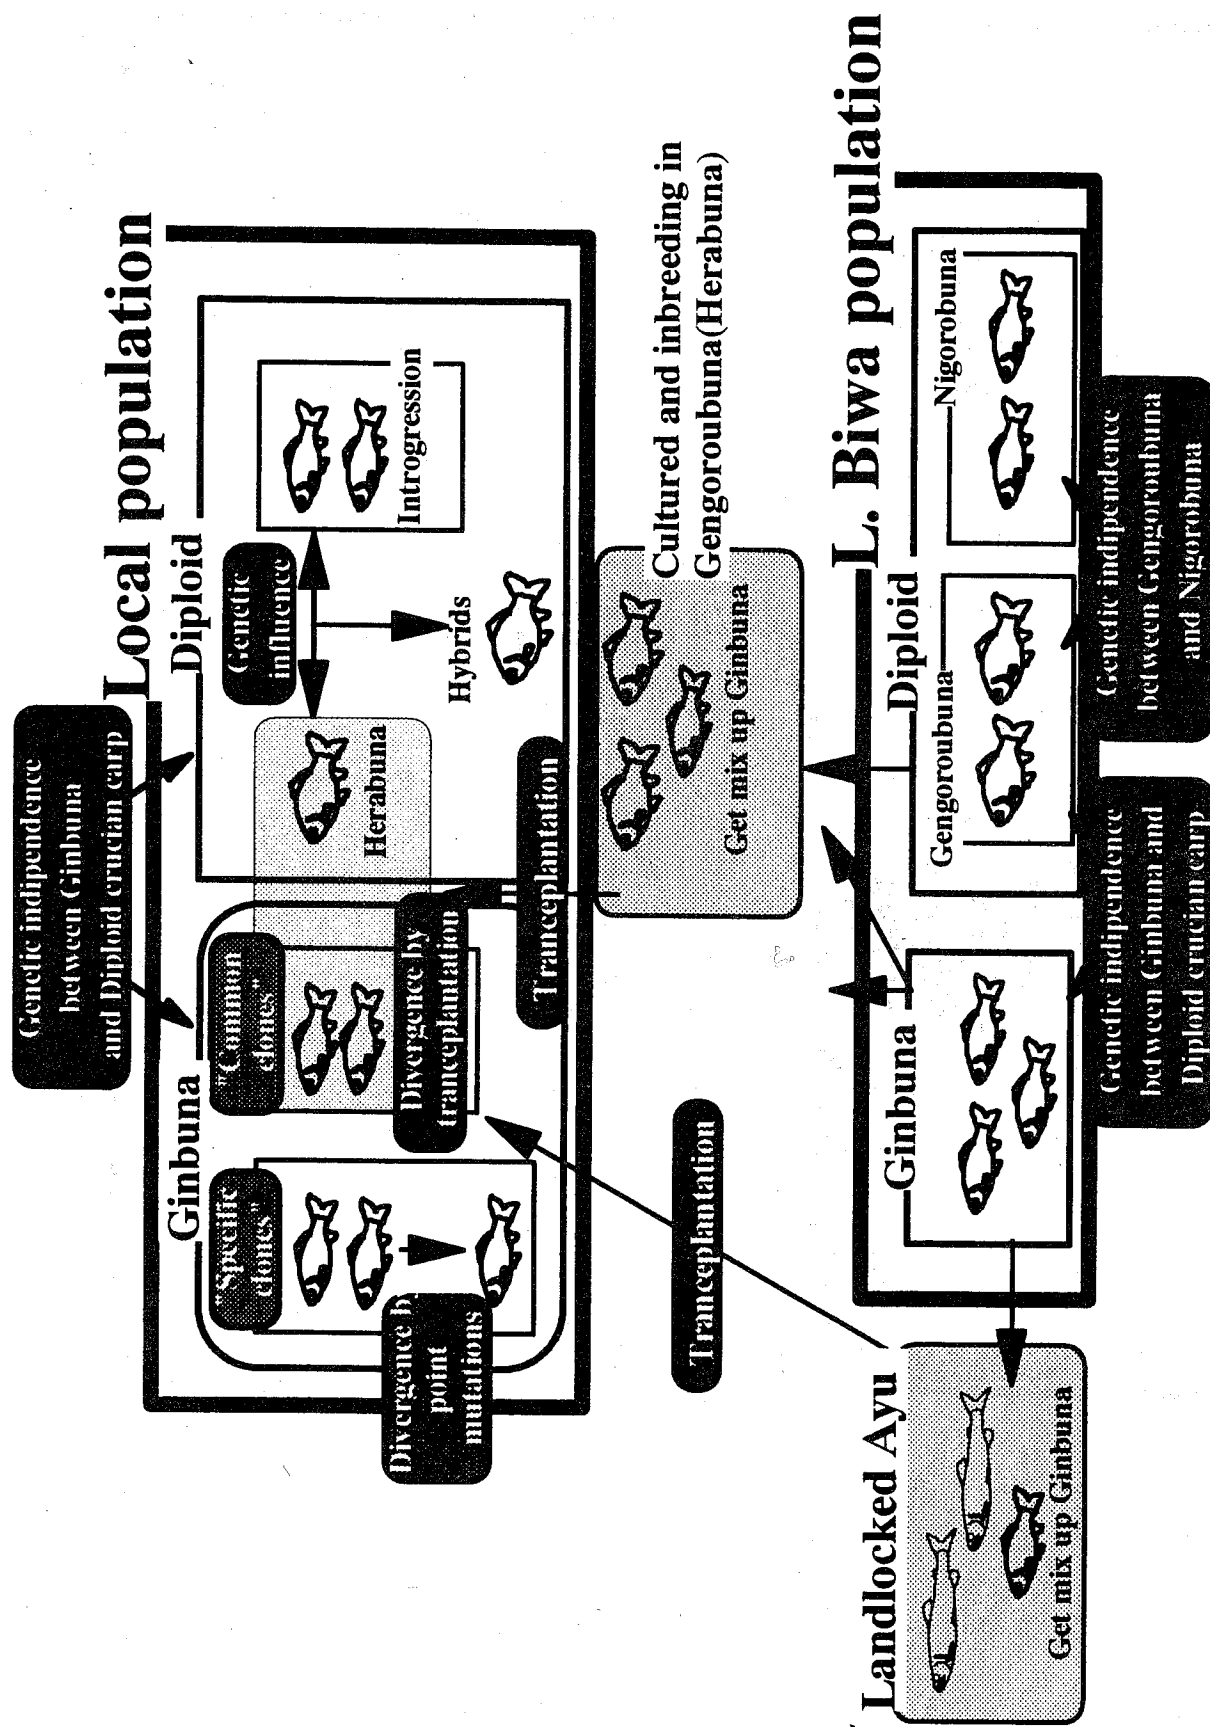 Genetic indipendence
between Ginbuna
and Diploid crucian carp
Local population
Ginbuna
Diploid
"Specific
clones"
"Common
clones"
Genetic
influence
Herabuna
Hybrids
Introgression
Divergence b
point
mutations
Divergence by
tranceplantation
Tranceplantation
Tranceplantation
Cultured and inbreeding in
Gengoroubuna(Herabuna)
Get mix up Ginbuna
L. Biwa population
Landlocked Ayu
Get mix up Ginbuna
Ginbuna
Diploid
Gengoroubuna
Nigorobuna
Genetic indipendence
between Ginbuna and
Diploid crucian carp
Genetic indipendence
between Gengoroubuna
and Nigorobuna